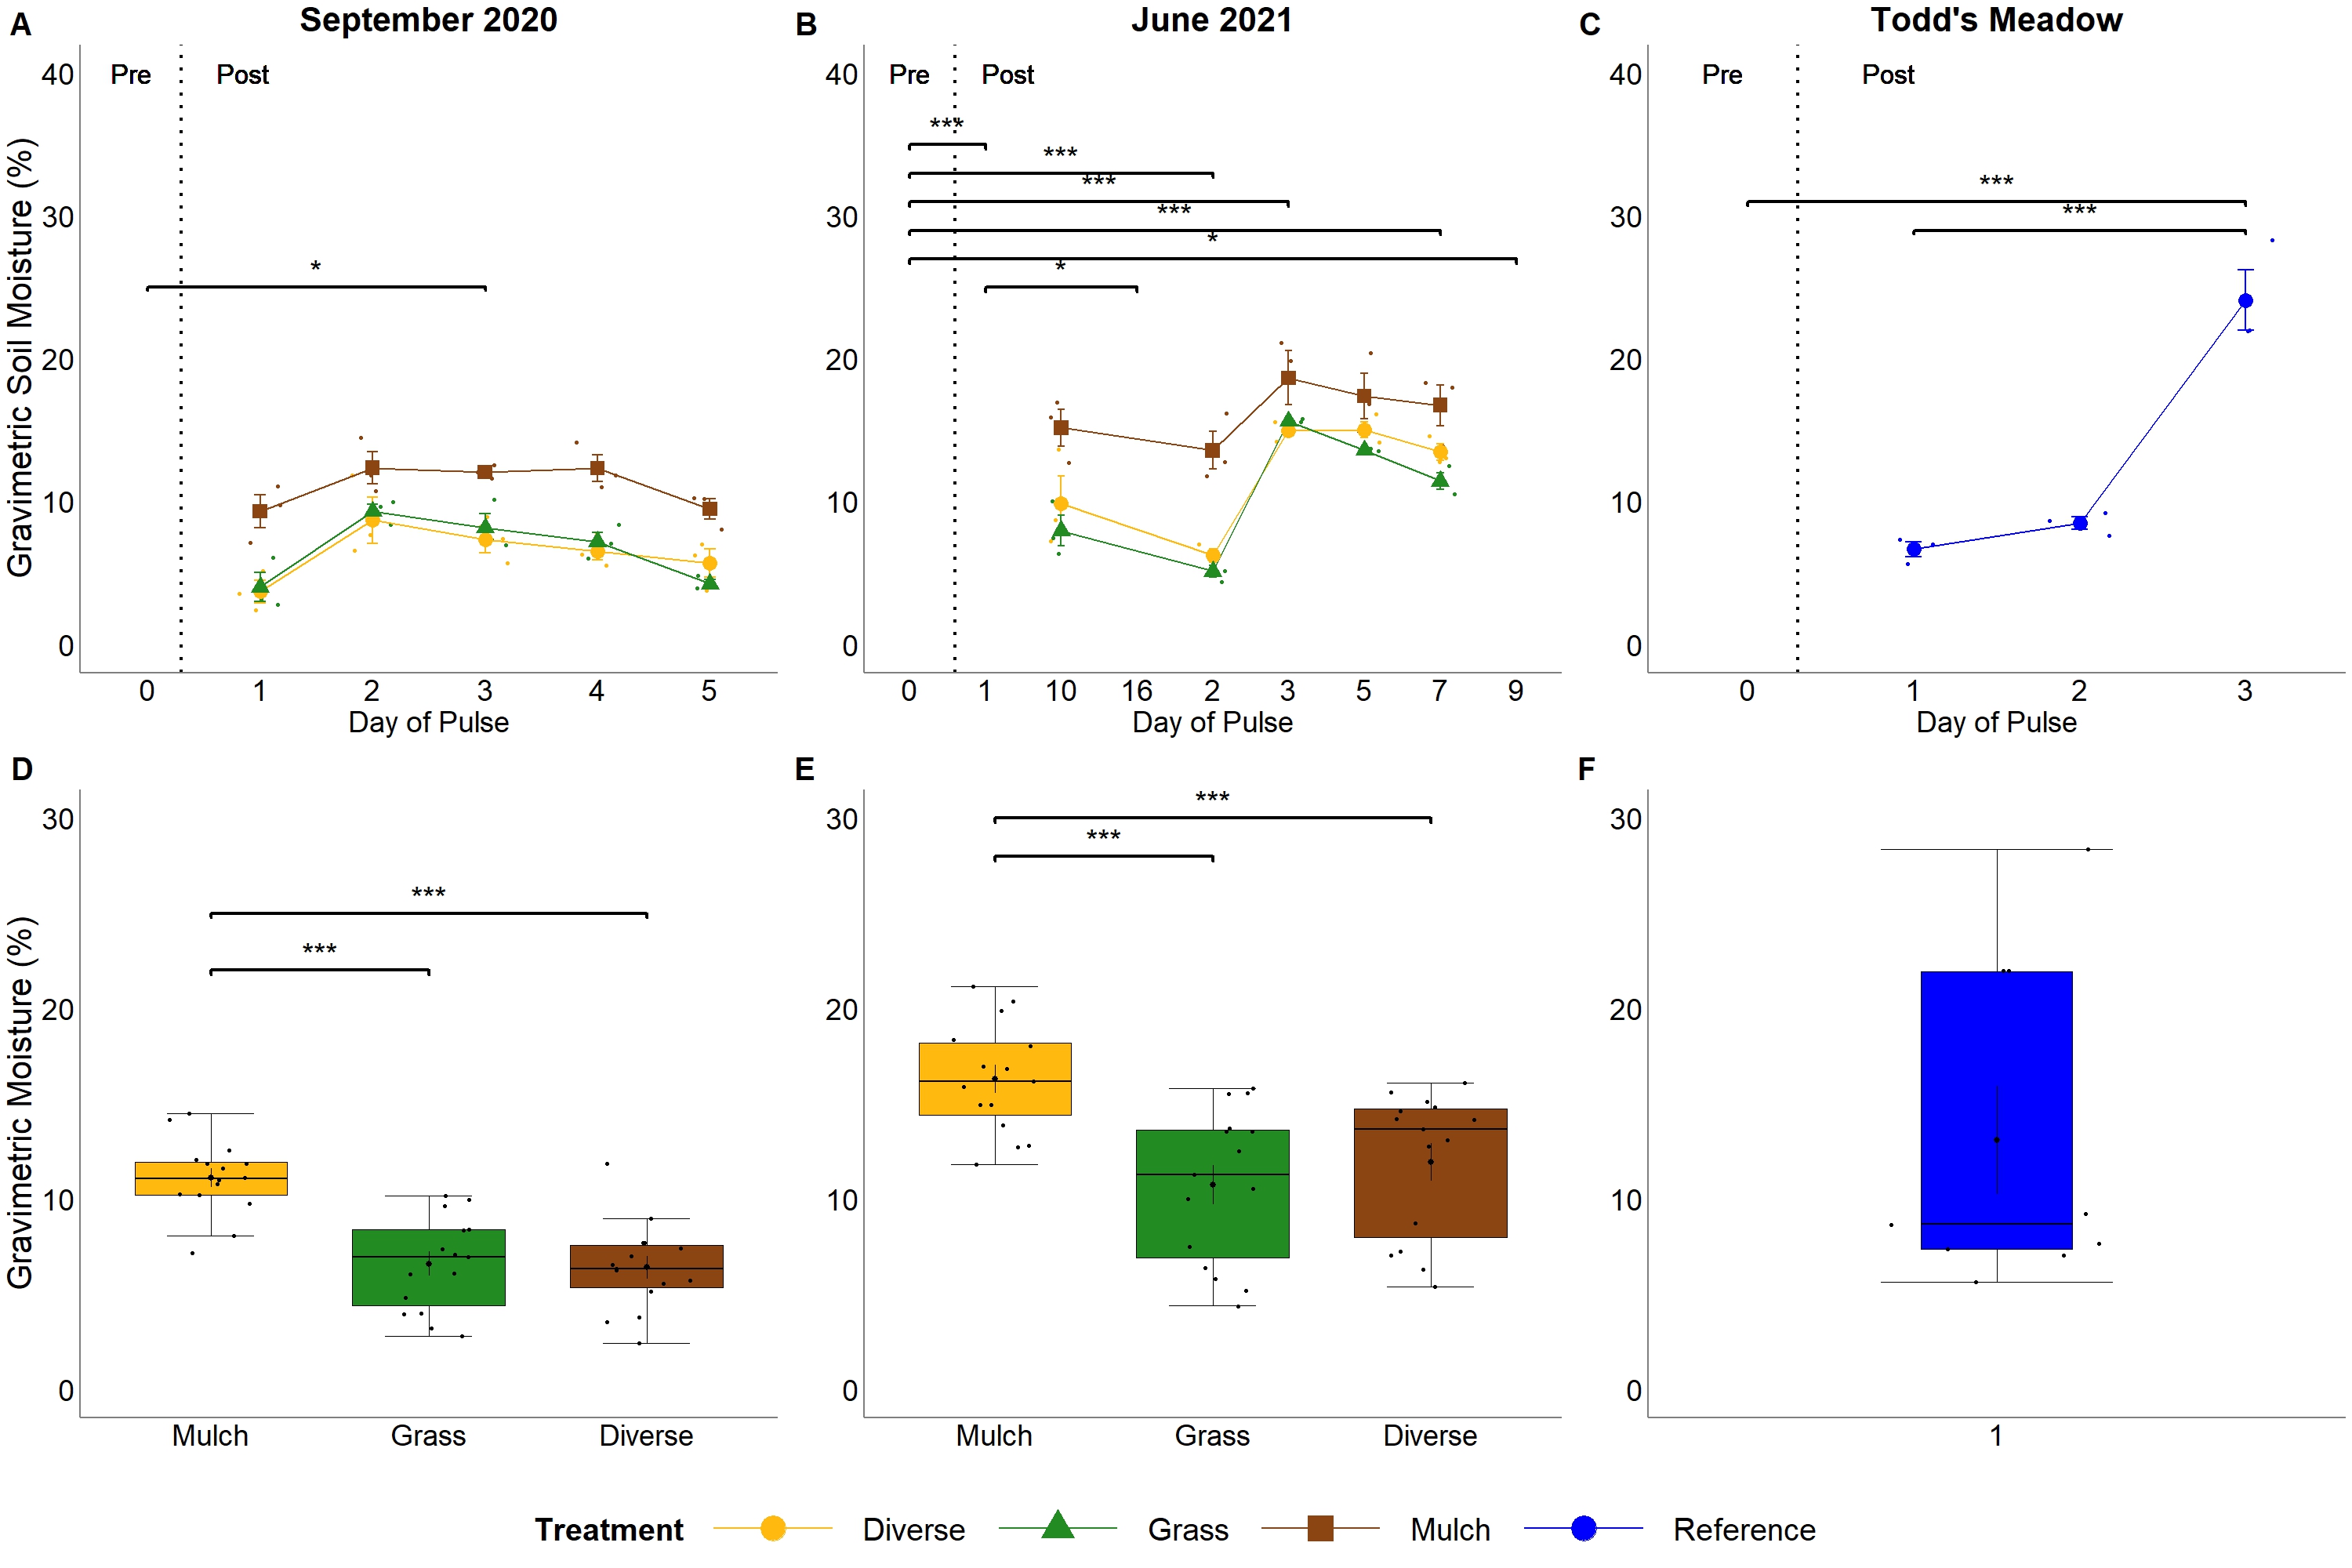 A September 2020 B June 2021 C Todd's Meadow
Gravimetric Soil Moisture (%)
40 Pre Post
30
20
10
0
*
0 1 2 3 4 5
Day of Pulse
40 Pre Post
30
20
10
0
***
***
***
***
*
*
0 1 10 16 2 3 5 7 9
Day of Pulse
40 Pre Post
30
20
10
0
***
***
0 1 2 3
Day of Pulse
D E F
Gravimetric Moisture (%)
30
20
10
0
***
***
Mulch Grass Diverse
30
20
10
0
***
***
Mulch Grass Diverse
30
20
10
0
1
Treatment Diverse Grass Mulch Reference